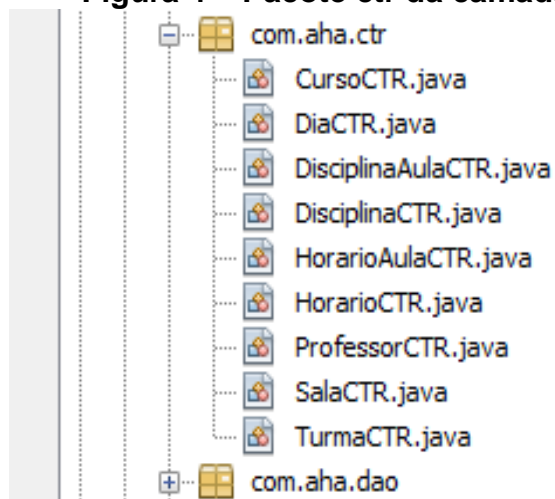 com.aha.ctr
CursoCTR.java
DiaCTR.java
DisciplinaAulaCTR.java
DisciplinaCTR.java
HorarioAulaCTR.java
HorarioCTR.java
ProfessorCTR.java
SalaCTR.java
TurmaCTR.java
com.aha.dao